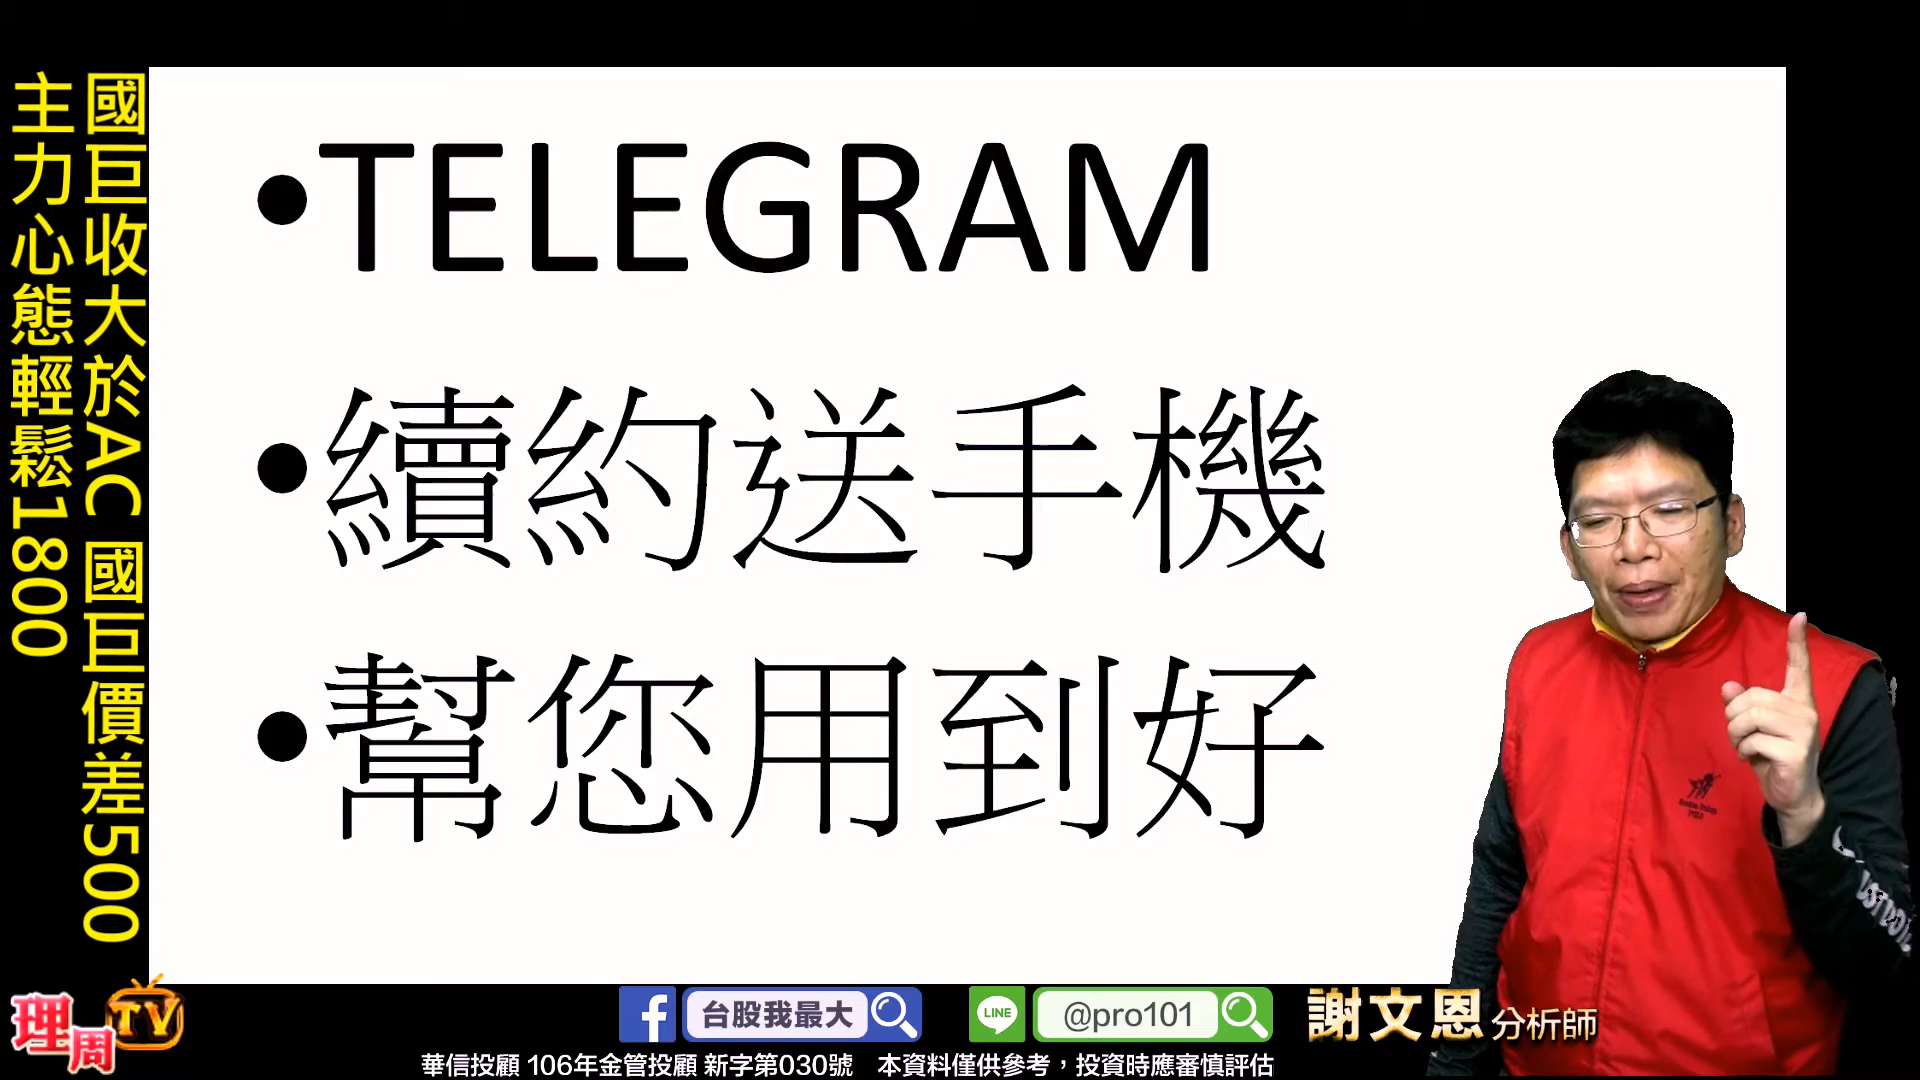 國巨收大於AC 國巨價差500
主力心態輕鬆1800
•TELEGRAM
•續約送手機
•幫您用到好
理周TV
台股我最大
LINE
@pro101
謝文恩 分析師
華信投顧 106年金管投顧 新字第030號 本資料僅供參考，投資時應審慎評估